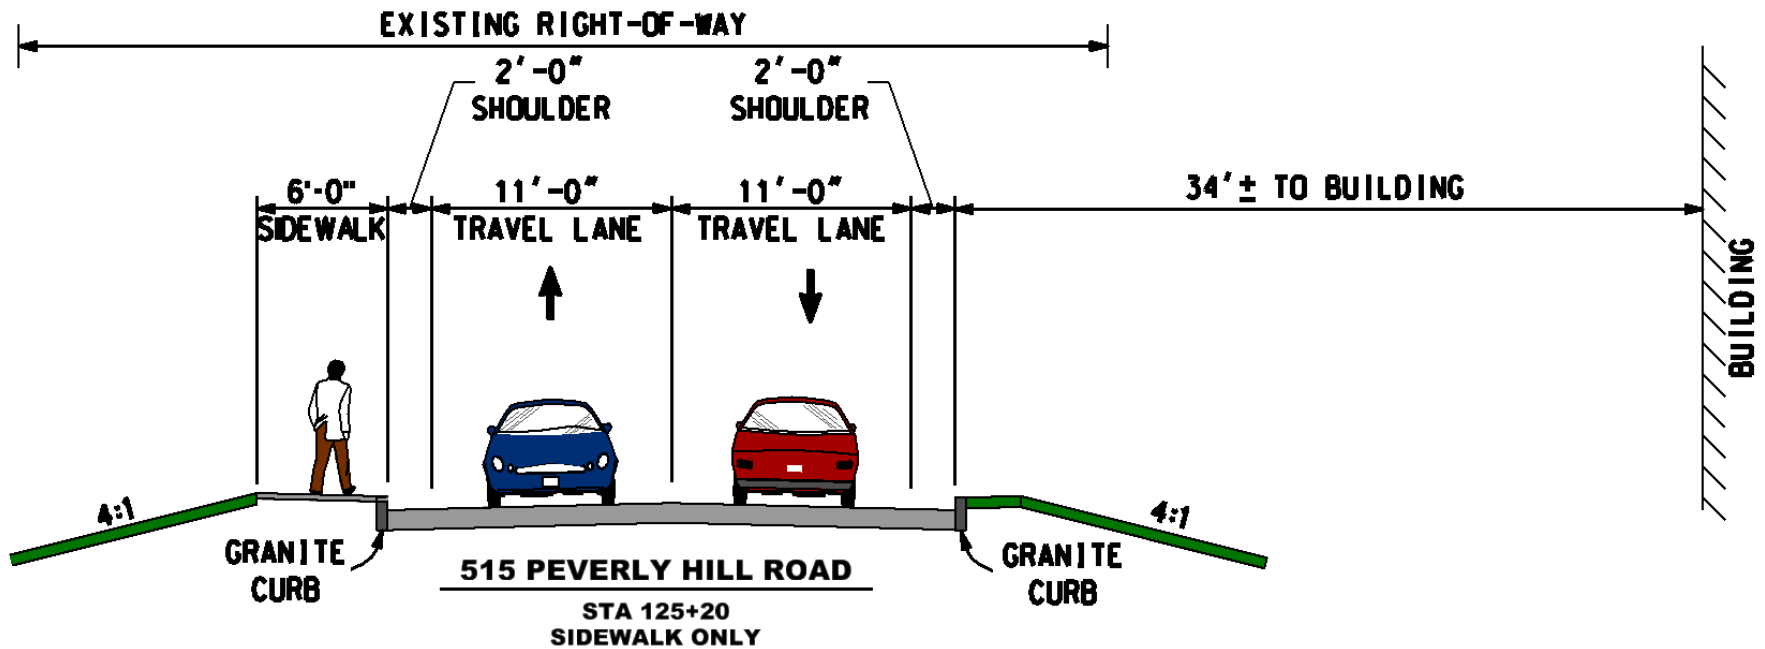 EXISTING RIGHT-OF-WAY
2'-0"
SHOULDER
2'-0"
SHOULDER
6'-0"
SIDEWALK
11'-0"
TRAVEL LANE
11'-0"
TRAVEL LANE
34'± TO BUILDING
BUILDING
4:1
4:1
GRANITE
CURB
GRANITE
CURB
515 PEVERLY HILL ROAD
STA 125+20
SIDEWALK ONLY